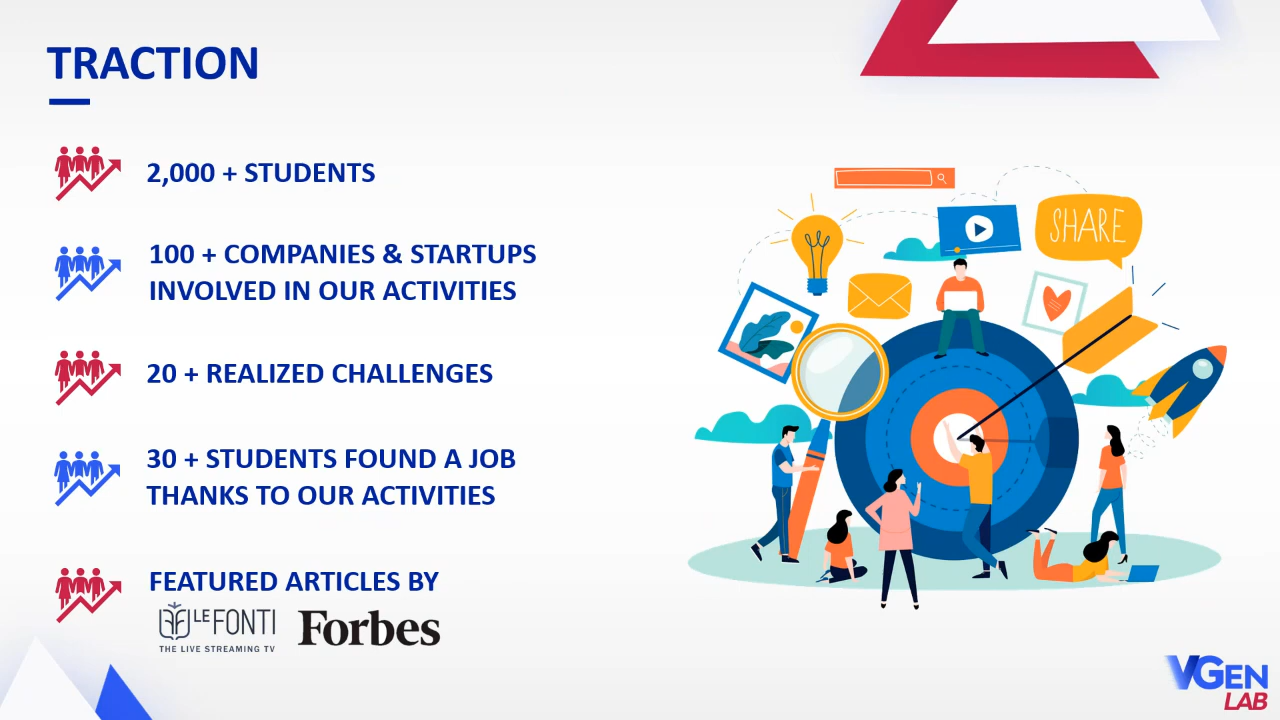 TRACTION
2,000 + STUDENTS
100 + COMPANIES & STARTUPS
INVOLVED IN OUR ACTIVITIES
20 + REALIZED CHALLENGES
30 + STUDENTS FOUND A JOB
THANKS TO OUR ACTIVITIES
FEATURED ARTICLES BY
LE FONTI
THE LIVE STREAMING TV
Forbes
SHARE
VGEN
LAB